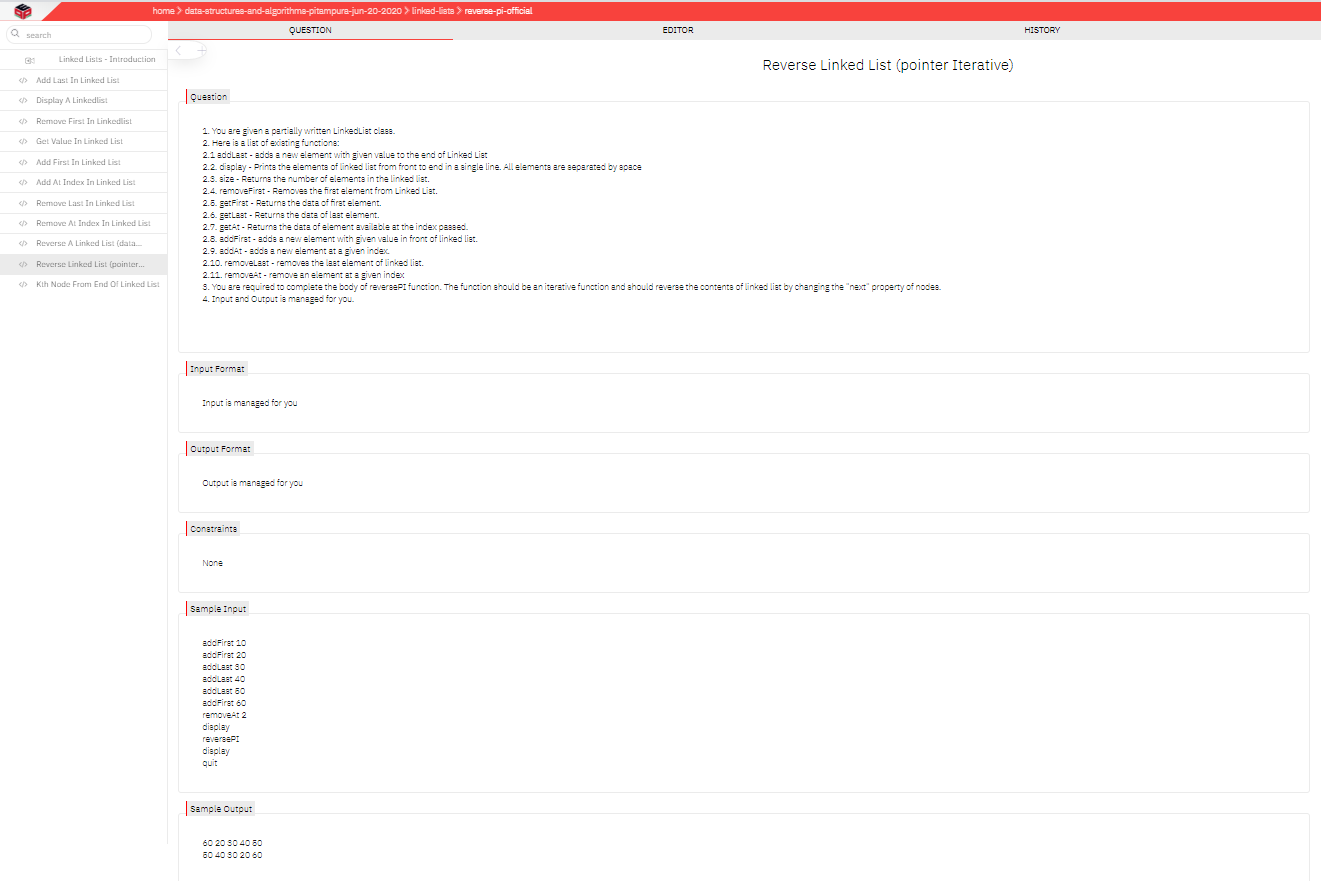 home > data-structures-and-algorithms-pitampura-jun-20-2020 > linked-lists > reverse-pi-official
search
QUESTION
EDITOR
HISTORY
Linked Lists - Introduction
Add Last In Linked List
Display A Linkedlist
Remove First In Linkedlist
Get Value In Linked List
Add First In Linked List
Add At Index In Linked List
Remove Last In Linked List
Remove At Index In Linked List
Reverse A Linked List (data...
Reverse Linked List (pointer...
Kth Node From End Of Linked List
Reverse Linked List (pointer Iterative)
Question
1. You are given a partially written LinkedList class.
2. Here is a list of existing functions:
2.1 addLast - adds a new element with given value to the end of Linked List
2.2. display - Prints the elements of linked list from front to end in a single line. All elements are separated by space
2.3. size - Returns the number of elements in the linked list.
2.4. removeFirst - Removes the first element from Linked List.
2.5. getFirst - Returns the data of first element.
2.6. getLast - Returns the data of last element.
2.7. getAt - Returns the data of element available at the index passed.
2.8. addFirst - adds a new element with given value in front of linked list.
2.9. addAt - adds a new element at a given index.
2.10. removeLast - removes the last element of linked list.
2.11. removeAt - remove an element at a given index
3. You are required to complete the body of reversePI function. The function should be an iterative function and should reverse the contents of linked list by changing the "next" property of nodes.
4. Input and Output is managed for you.
Input Format
Input is managed for you
Output Format
Output is managed for you
Constraints
None
Sample Input
addFirst 10
addFirst 20
addLast 30
addLast 40
addLast 50
addFirst 60
removeAt 2
display
reversePI
display
quit
Sample Output
60 20 30 40 50
50 40 30 20 60